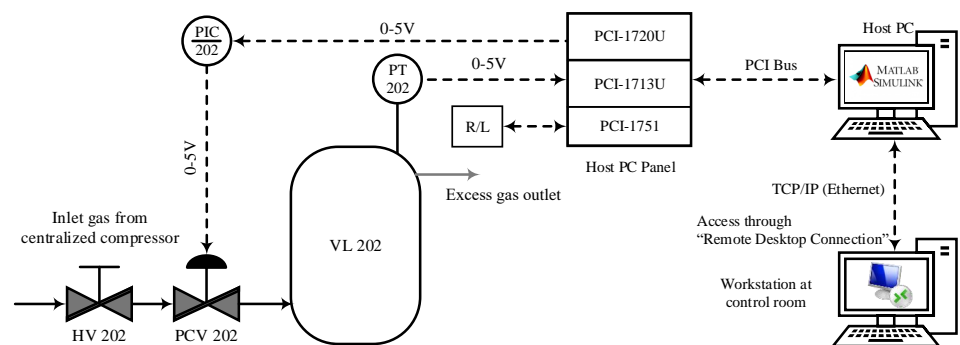 PIC
202
0-5V
PCI-1720U
Host PC
PT
202
0-5V
PCI-1713U
PCI Bus
MATLAB
SIMULINK
R/L
PCI-1751
0-5V
Host PC Panel
Excess gas outlet
TCP/IP (Ethernet)
Inlet gas from
centralized compressor
VL 202
Access through
“Remote Desktop Connection”
Workstation at
control room
HV 202
PCV 202